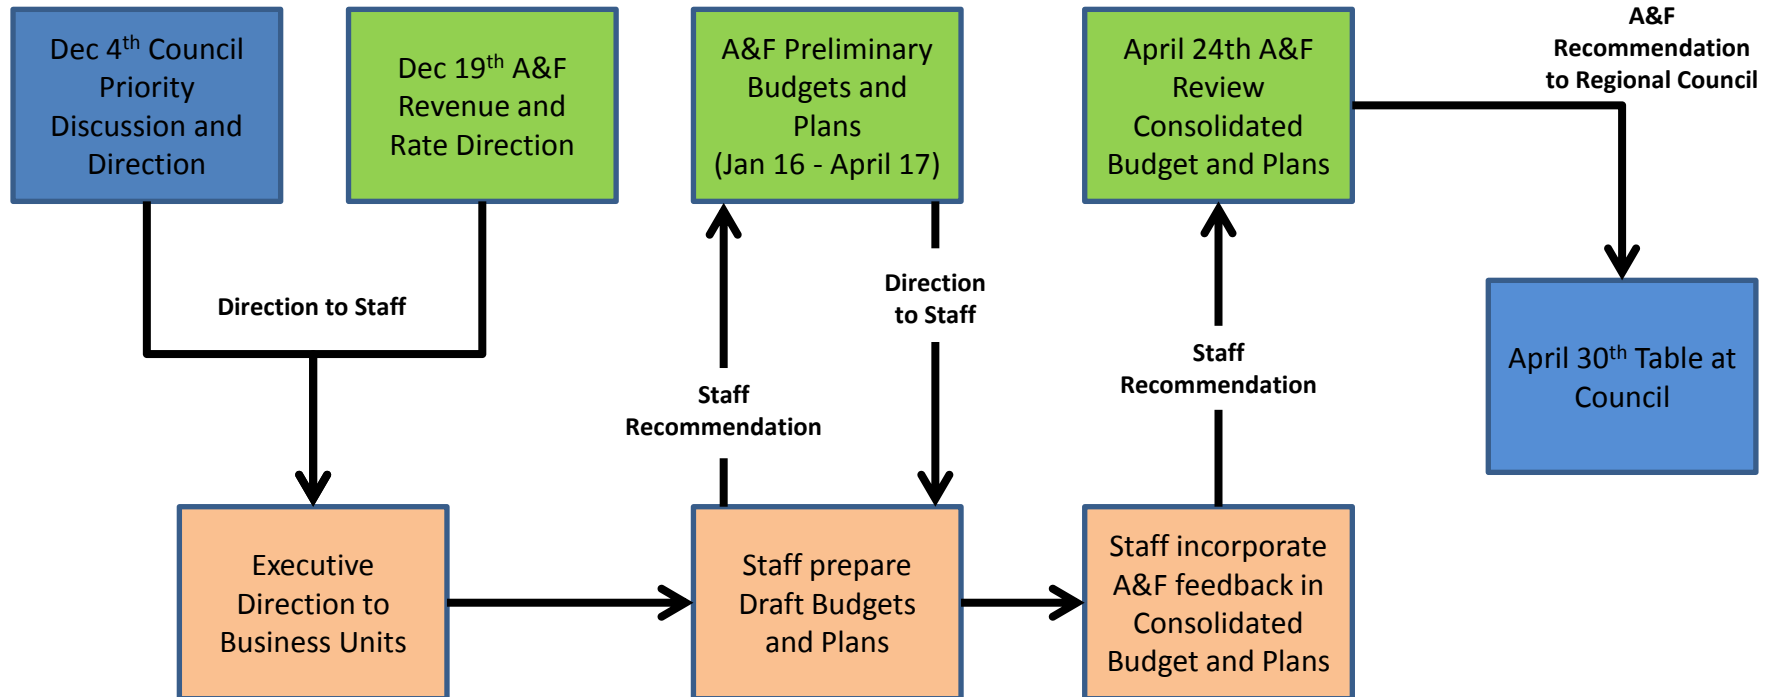 Dec 4th Council
Priority
Discussion and
Direction
Dec 19th A&F
Revenue and
Rate Direction
A&F Preliminary
Budgets and
Plans
(Jan 16 - April 17)
April 24th A&F
Review
Consolidated
Budget and Plans
A&F
Recommendation
to Regional Council
Direction to Staff
Direction
to Staff
Staff
Recommendation
Staff
Recommendation
April 30th Table at
Council
Executive
Direction to
Business Units
Staff prepare
Draft Budgets
and Plans
Staff incorporate
A&F feedback in
Consolidated
Budget and Plans